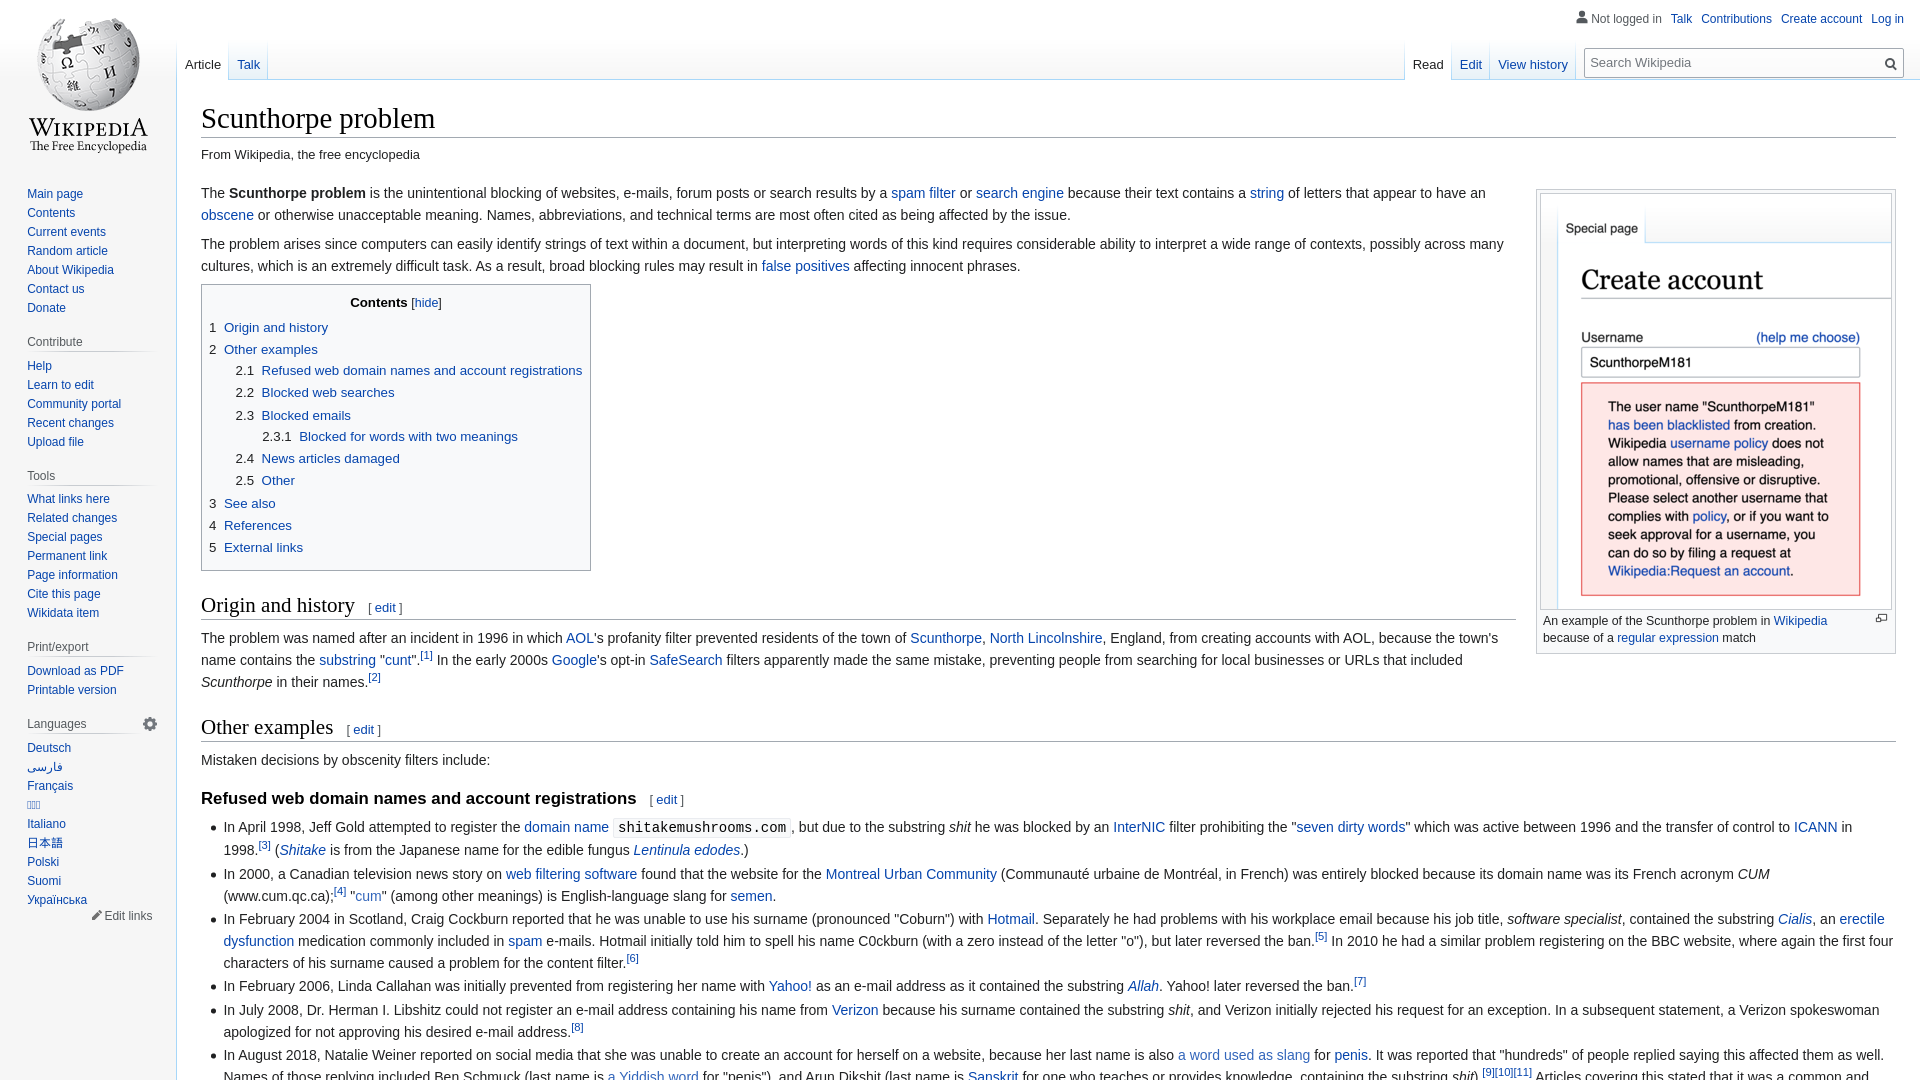 Not logged in Talk Contributions Create account Log in
Article Talk
Read Edit View history Search Wikipedia
WIKIPEDIA
The Free Encyclopedia
Main page
Contents
Current events
Random article
About Wikipedia
Contact us
Donate
Contribute
Help
Learn to edit
Community portal
Recent changes
Upload file
Tools
What links here
Related changes
Special pages
Permanent link
Page information
Cite this page
Wikidata item
Print/export
Download as PDF
Printable version
Languages
Deutsch
فارسی
Français
Italiano
日本語
Polski
Suomi
Українська
Edit links
Scunthorpe problem
From Wikipedia, the free encyclopedia
The Scunthorpe problem is the unintentional blocking of websites, e-mails, forum posts or search results by a spam filter or search engine because their text contains a string of letters that appear to have an
obscene or otherwise unacceptable meaning. Names, abbreviations, and technical terms are most often cited as being affected by the issue.
The problem arises since computers can easily identify strings of text within a document, but interpreting words of this kind requires considerable ability to interpret a wide range of contexts, possibly across many
cultures, which is an extremely difficult task. As a result, broad blocking rules may result in false positives affecting innocent phrases.
Contents [hide]
1 Origin and history
2 Other examples
2.1 Refused web domain names and account registrations
2.2 Blocked web searches
2.3 Blocked emails
2.3.1 Blocked for words with two meanings
2.4 News articles damaged
2.5 Other
3 See also
4 References
5 External links
Special page
Create account
Username (help me choose)
ScunthorpeM181
The user name "ScunthorpeM181"
has been blacklisted from creation.
Wikipedia username policy does not
allow names that are misleading,
promotional, offensive or disruptive.
Please select another username that
complies with policy, or if you want to
seek approval for a username, you
can do so by filing a request at
Wikipedia:Request an account.
An example of the Scunthorpe problem in Wikipedia
because of a regular expression match
Origin and history [ edit ]
The problem was named after an incident in 1996 in which AOL's profanity filter prevented residents of the town of Scunthorpe, North Lincolnshire, England, from creating accounts with AOL, because the town's
name contains the substring "cunt".[1] In the early 2000s Google's opt-in SafeSearch filters apparently made the same mistake, preventing people from searching for local businesses or URLs that included
Scunthorpe in their names.[2]
Other examples [ edit ]
Mistaken decisions by obscenity filters include:
Refused web domain names and account registrations [ edit ]
• In April 1998, Jeff Gold attempted to register the domain name shitakemushrooms.com, but due to the substring shit he was blocked by an InterNIC filter prohibiting the "seven dirty words" which was active between 1996 and the transfer of control to ICANN in
1998.[3] (Shitake is from the Japanese name for the edible fungus Lentinula edodes.)
• In 2000, a Canadian television news story on web filtering software found that the website for the Montreal Urban Community (Communauté urbaine de Montréal, in French) was entirely blocked because its domain name was its French acronym CUM
(www.cum.qc.ca);[4] "cum" (among other meanings) is English-language slang for semen.
• In February 2004 in Scotland, Craig Cockburn reported that he was unable to use his surname (pronounced "Coburn") with Hotmail. Separately he had problems with his workplace email because his job title, software specialist, contained the substring Cialis, an erectile
dysfunction medication commonly included in spam e-mails. Hotmail initially told him to spell his name C0ckburn (with a zero instead of the letter "o"), but later reversed the ban.[5] In 2010 he had a similar problem registering on the BBC website, where again the first four
characters of his surname caused a problem for the content filter.[6]
• In February 2006, Linda Callahan was initially prevented from registering her name with Yahoo! as an e-mail address as it contained the substring Allah. Yahoo! later reversed the ban.[7]
• In July 2008, Dr. Herman I. Libshitz could not register an e-mail address containing his name from Verizon because his surname contained the substring shit, and Verizon initially rejected his request for an exception. In a subsequent statement, a Verizon spokeswoman
apologized for not approving his desired e-mail address.[8]
• In August 2018, Natalie Weiner reported on social media that she was unable to create an account for herself on a website, because her last name is also a word used as slang for penis. It was reported that "hundreds" of people replied saying this affected them as well.
Names of those replying included Ben Schmuck (last name is a Yiddish word for "penis"), and Arun Dikshit (last name is Sanskrit for one who teaches or provides knowledge, containing the substring shit).[9][10][11] Articles covering this stated that it was a common and